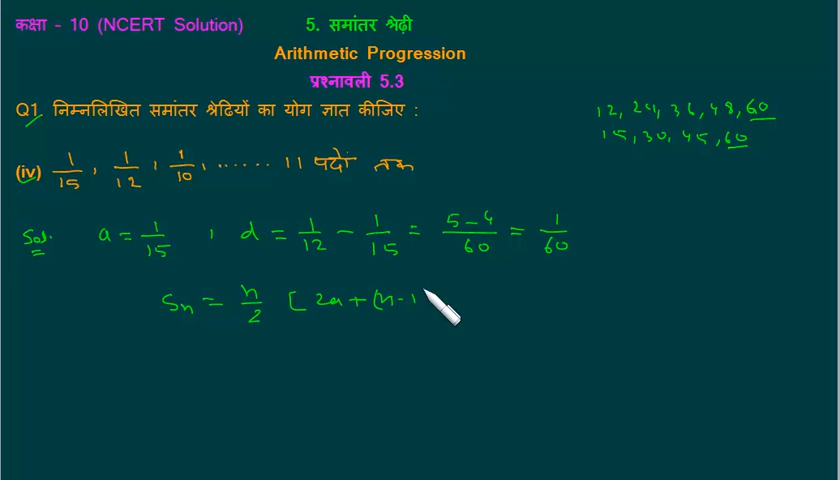 कक्षा - 10 (NCERT Solution) 5. समांतर श्रेढ़ी
Arithmetic Progression
प्रश्नावली 5.3
Q1. निम्नलिखित समांतर श्रेढियों का योग ज्ञात कीजिए :
12, 24, 36, 48, 60
15, 30, 45, 60
(iv) 1/15, 1/12, 1/10, ....... 11 पदों तक
Sol. a = 1/15, d = 1/12 - 1/15 = 5-4/60 = 1/60
Sn = n/2 [2a + (n-1